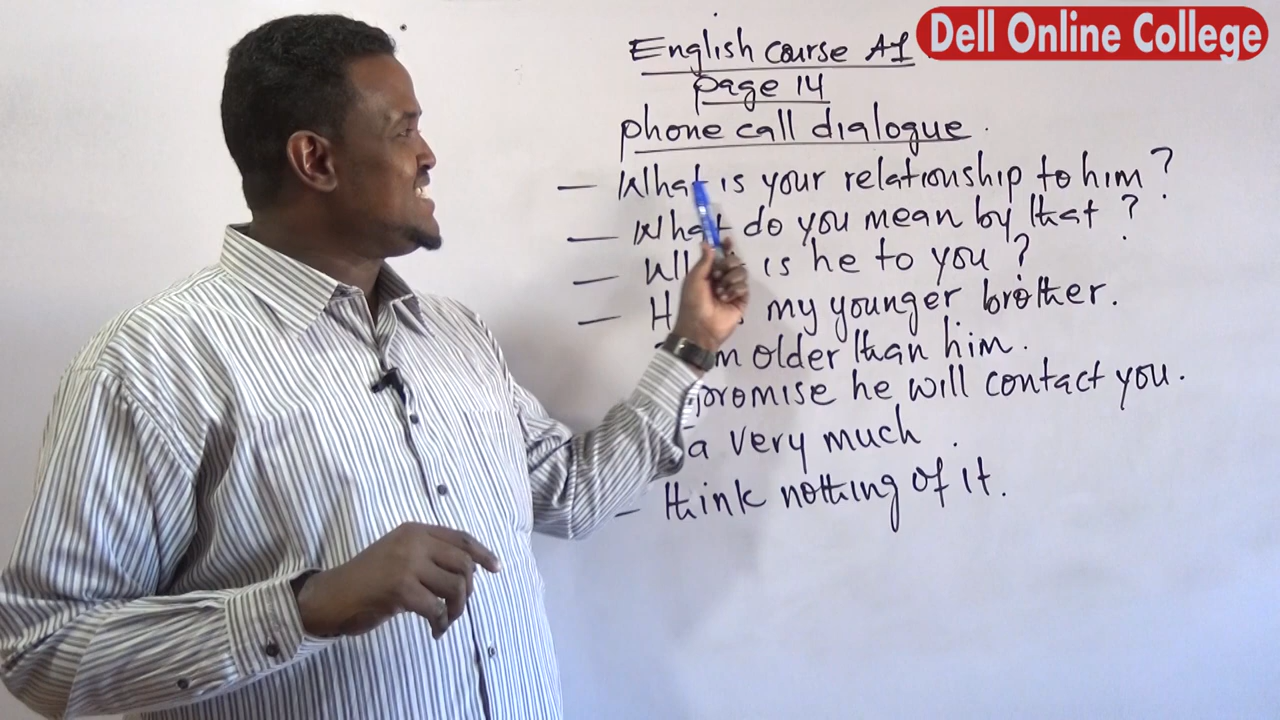 Dell Online College
English course A1
page 14
phone call dialogue.
— What is your relationship to him?
— What do you mean by that?
— is he to you?
— my younger brother.
older than him.
promise he will contact you.
very much.
— think nothing of it.